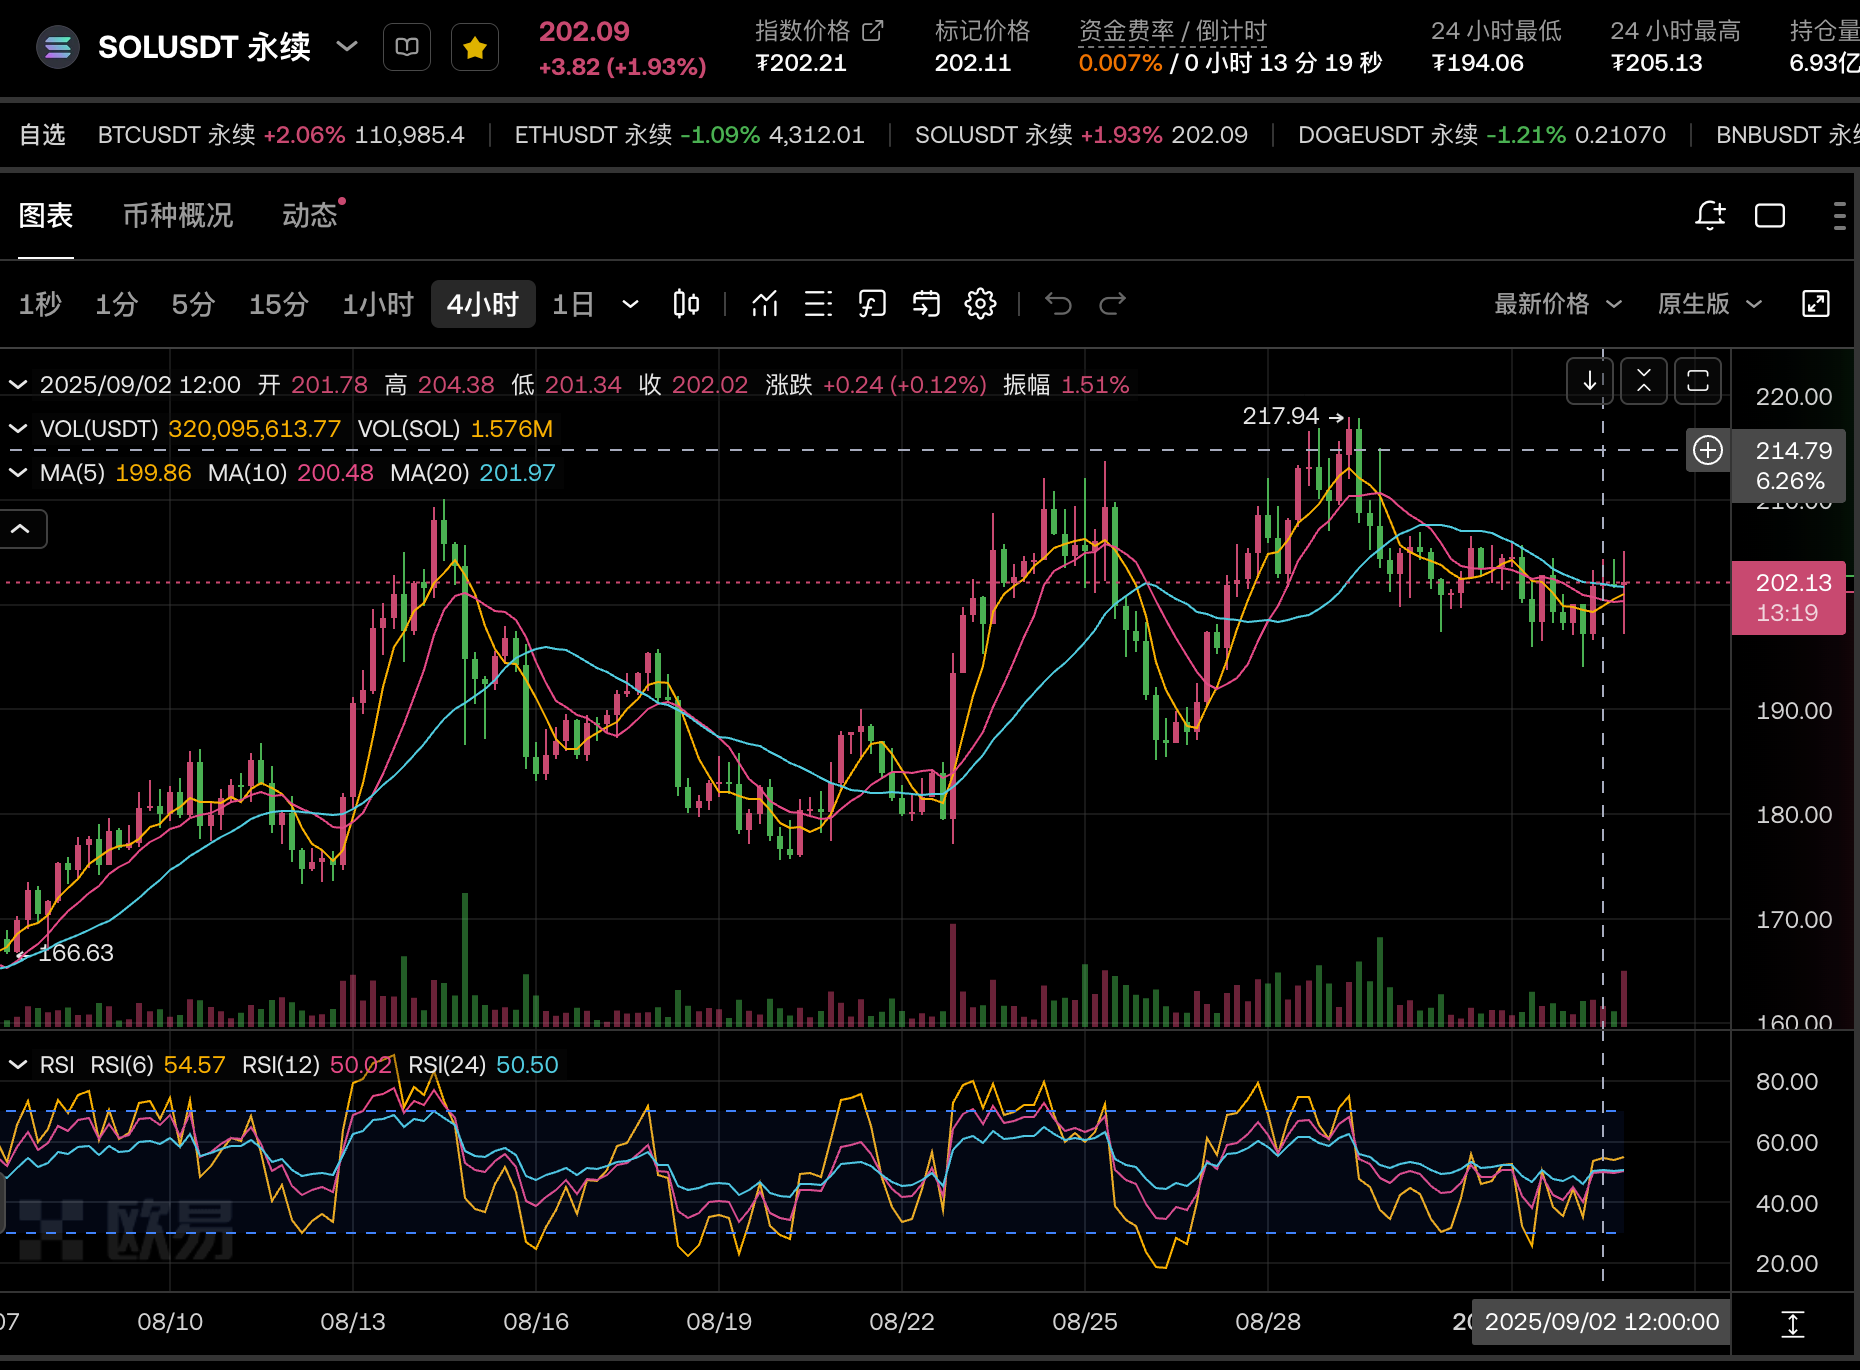 SOLUSDT 永续
202.09
+3.82 (+1.93%)
指数价格
₮202.21
标记价格
202.11
资金费率 / 倒计时
0.007% / 0 小时 13 分 19 秒
24 小时最低
₮194.06
24 小时最高
₮205.13
持仓量
6.93亿
自选 BTCUSDT 永续 +2.06% 110,985.4 ETHUSDT 永续 -1.09% 4,312.01 SOLUSDT 永续 +1.93% 202.09 DOGEUSDT 永续 -1.21% 0.21070 BNBUSDT 永续
图表 币种概况 动态
1秒 1分 5分 15分 1小时 4小时 1日 最新价格 原生版
2025/09/02 12:00 开 201.78 高 204.38 低 201.34 收 202.02 涨跌 +0.24 (+0.12%) 振幅 1.51%
VOL(USDT) 320,095,613.77 VOL(SOL) 1.576M
MA(5) 199.86 MA(10) 200.48 MA(20) 201.97
217.94
166.63
220.00
214.79
6.26%
210.00
202.13
13:19
190.00
180.00
170.00
160.00
RSI RSI(6) 54.57 RSI(12) 50.02 RSI(24) 50.50
80.00
60.00
40.00
20.00
欧易
07 08/10 08/13 08/16 08/19 08/22 08/25 08/28 2025/09/02 12:00:00